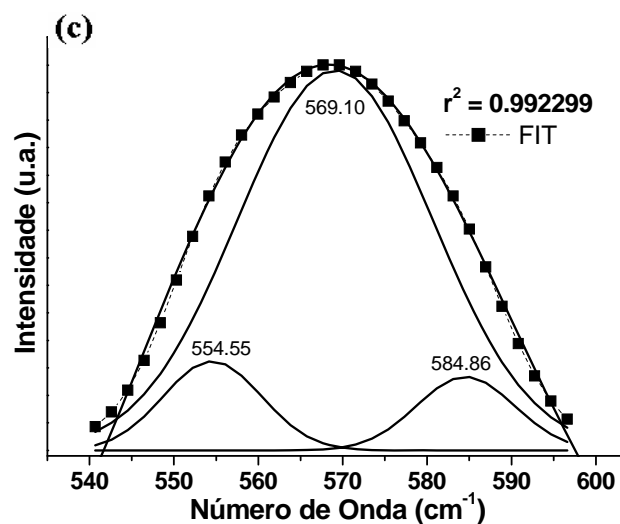 (c)
569.10
r² = 0.992299
FIT
554.55
584.86
Intensidade (u.a.)
540 550 560 570 580 590 600
Número de Onda (cm⁻¹)